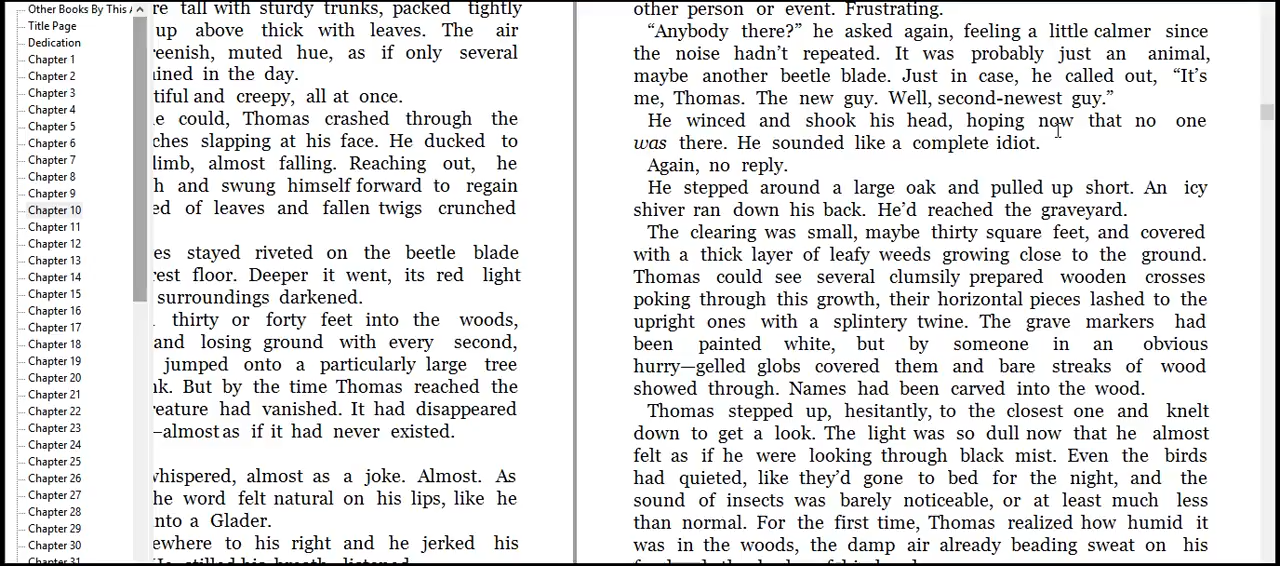 Other Books By This A
Title Page
Dedication
Chapter 1
Chapter 2
Chapter 3
Chapter 4
Chapter 5
Chapter 6
Chapter 7
Chapter 8
Chapter 9
Chapter 10
Chapter 11
Chapter 12
Chapter 13
Chapter 14
Chapter 15
Chapter 16
Chapter 17
Chapter 18
Chapter 19
Chapter 20
Chapter 21
Chapter 22
Chapter 23
Chapter 24
Chapter 25
Chapter 26
Chapter 27
Chapter 28
Chapter 29
Chapter 30
Chapter 31
re tall with sturdy trunks, packed tightly
up above thick with leaves. The air
reenish, muted hue, as if only several
ained in the day.
tiful and creepy, all at once.
e could, Thomas crashed through the
ches slapping at his face. He ducked to
limb, almost falling. Reaching out, he
h and swung himself forward to regain
ed of leaves and fallen twigs crunched
es stayed riveted on the beetle blade
rest floor. Deeper it went, its red light
surroundings darkened.
thirty or forty feet into the woods,
and losing ground with every second,
jumped onto a particularly large tree
nk. But by the time Thomas reached the
reature had vanished. It had disappeared
—almost as if it had never existed.
whispered, almost as a joke. Almost. As
he word felt natural on his lips, like he
nto a Glader.
ewhere to his right and he jerked his
He stilled his breath, listened.
other person or event. Frustrating.
“Anybody there?” he asked again, feeling a little calmer since
the noise hadn’t repeated. It was probably just an animal,
maybe another beetle blade. Just in case, he called out, “It’s
me, Thomas. The new guy. Well, second-newest guy.”
He winced and shook his head, hoping now that no one
was there. He sounded like a complete idiot.
Again, no reply.
He stepped around a large oak and pulled up short. An icy
shiver ran down his back. He’d reached the graveyard.
The clearing was small, maybe thirty square feet, and covered
with a thick layer of leafy weeds growing close to the ground.
Thomas could see several clumsily prepared wooden crosses
poking through this growth, their horizontal pieces lashed to the
upright ones with a splintery twine. The grave markers had
been painted white, but by someone in an obvious
hurry—gelled globs covered them and bare streaks of wood
showed through. Names had been carved into the wood.
Thomas stepped up, hesitantly, to the closest one and knelt
down to get a look. The light was so dull now that he almost
felt as if he were looking through black mist. Even the birds
had quieted, like they’d gone to bed for the night, and the
sound of insects was barely noticeable, or at least much less
than normal. For the first time, Thomas realized how humid it
was in the woods, the damp air already beading sweat on his